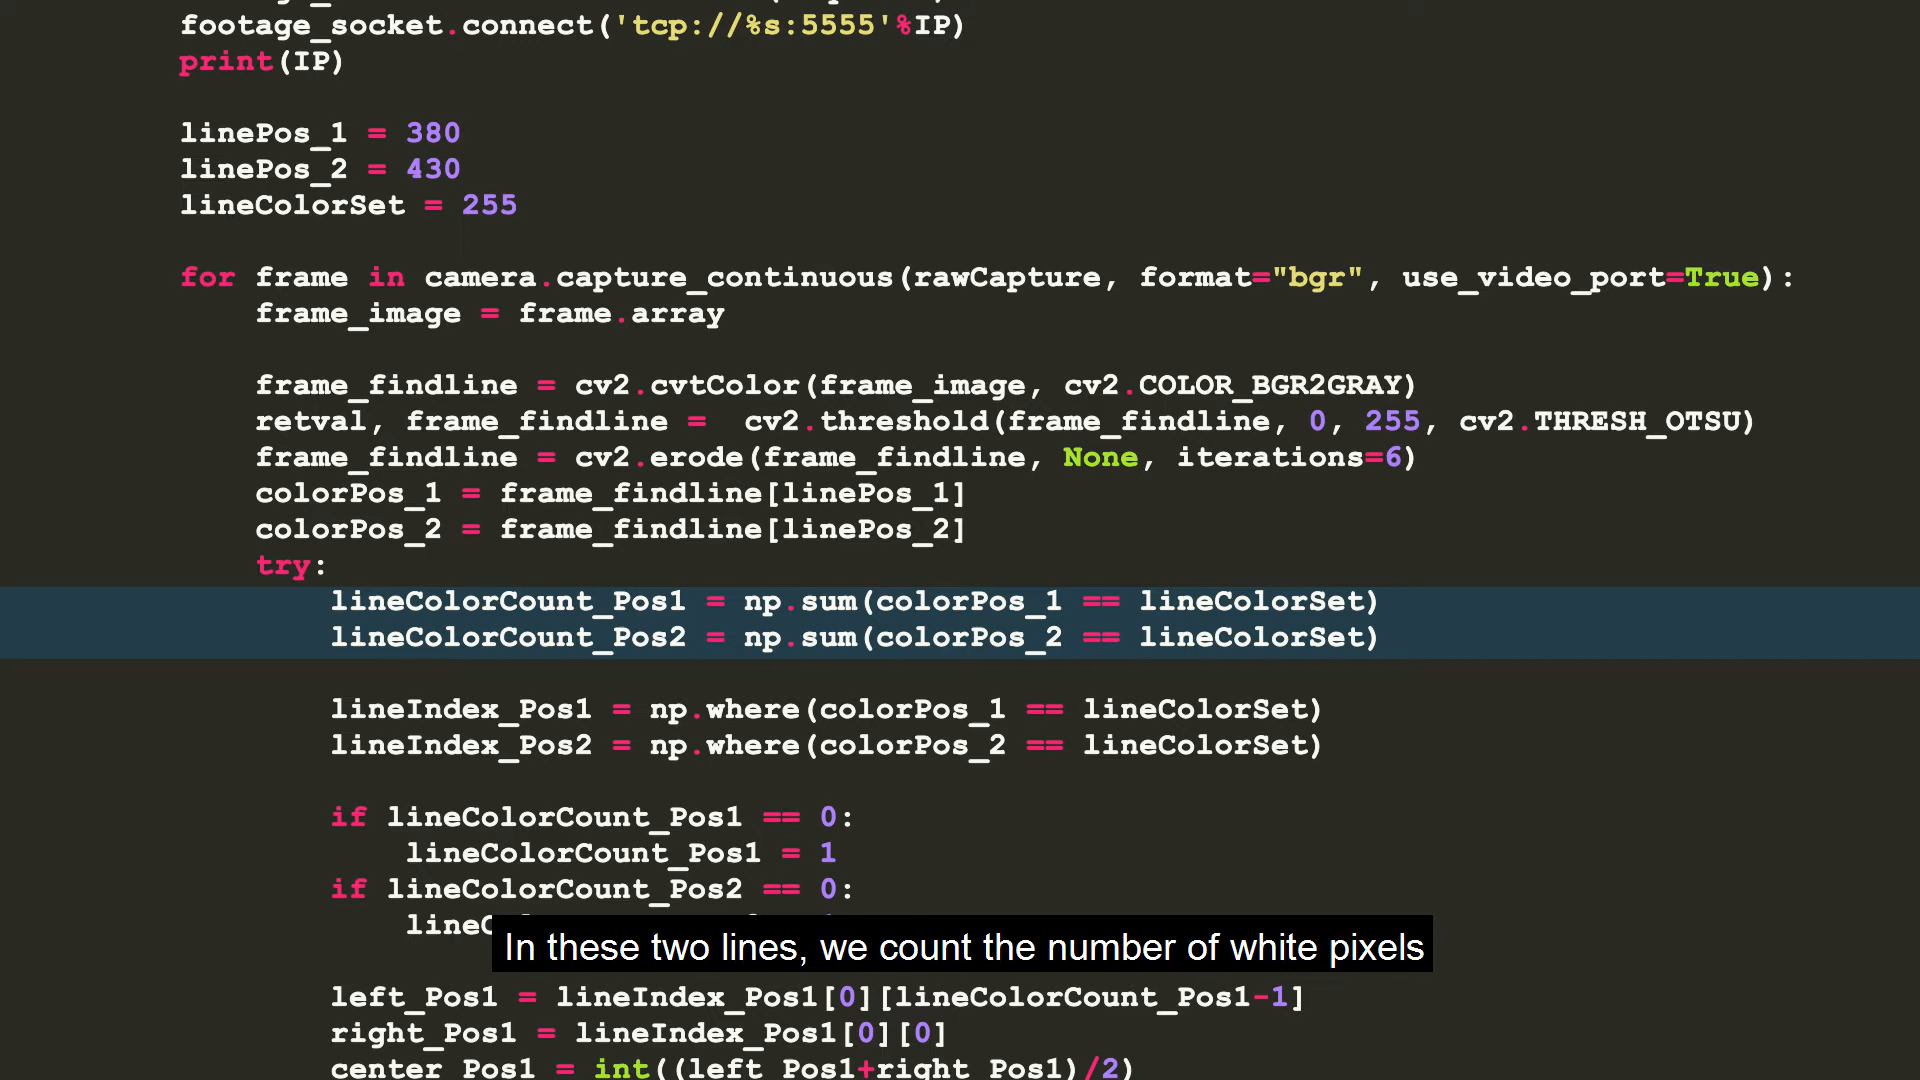 footage_socket.connect('tcp://%s:5555'%IP)
print(IP)
linePos_1 = 380
linePos_2 = 430
lineColorSet = 255
for frame in camera.capture_continuous(rawCapture, format="bgr", use_video_port=True):
frame_image = frame.array
frame_findline = cv2.cvtColor(frame_image, cv2.COLOR_BGR2GRAY)
retval, frame_findline =  cv2.threshold(frame_findline, 0, 255, cv2.THRESH_OTSU)
frame_findline = cv2.erode(frame_findline, None, iterations=6)
colorPos_1 = frame_findline[linePos_1]
colorPos_2 = frame_findline[linePos_2]
try:
lineColorCount_Pos1 = np.sum(colorPos_1 == lineColorSet)
lineColorCount_Pos2 = np.sum(colorPos_2 == lineColorSet)
lineIndex_Pos1 = np.where(colorPos_1 == lineColorSet)
lineIndex_Pos2 = np.where(colorPos_2 == lineColorSet)
if lineColorCount_Pos1 == 0:
lineColorCount_Pos1 = 1
if lineColorCount_Pos2 == 0:
In these two lines, we count the number of white pixels
left_Pos1 = lineIndex_Pos1[0][lineColorCount_Pos1-1]
right_Pos1 = lineIndex_Pos1[0][0]
center_Pos1 = int((left_Pos1+right_Pos1)/2)